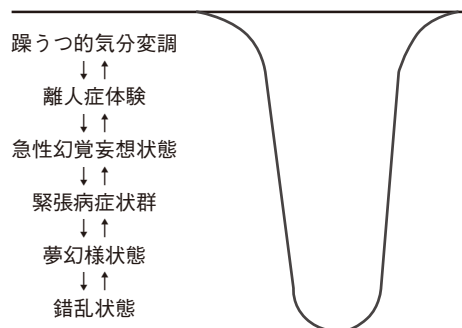 躁うつ的気分変調
↓ ↑
離人症体験
↓ ↑
急性幻覚妄想状態
↓ ↑
緊張病症状群
↓ ↑
夢幻様状態
↓ ↑
錯乱状態